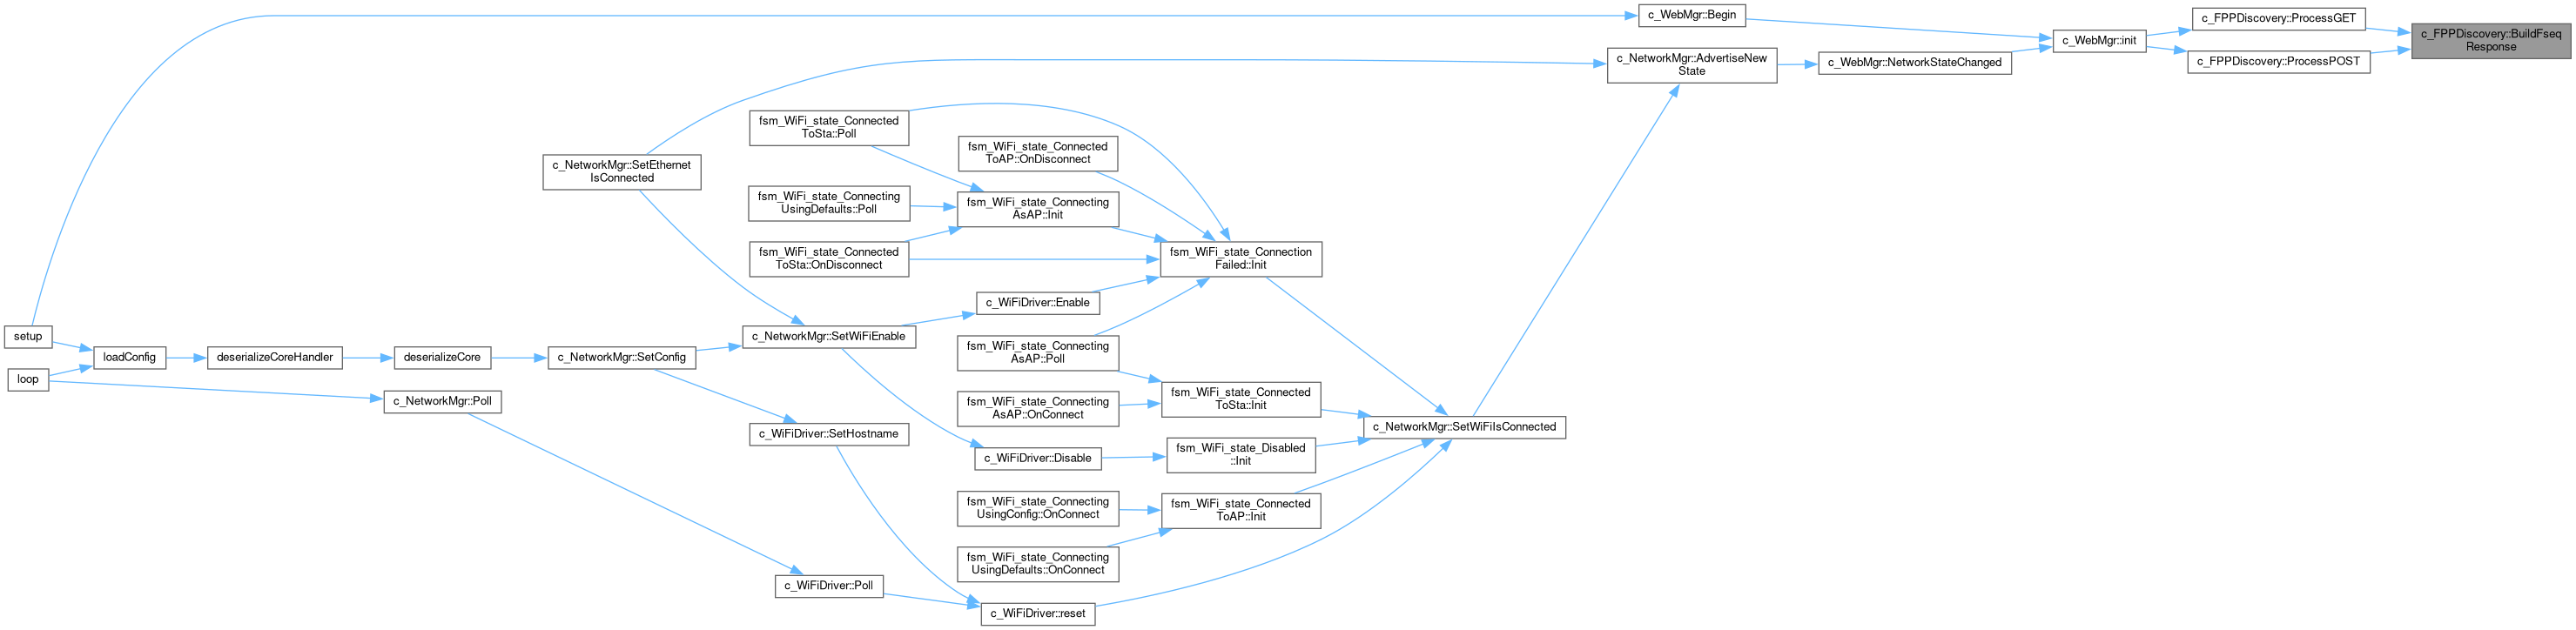 c_WebMgr::Begin
c_FPPDiscovery::ProcessGET
c_FPPDiscovery::BuildFseq
Response
c_WebMgr::init
c_FPPDiscovery::ProcessPOST
c_NetworkMgr::AdvertiseNew
State
c_WebMgr::NetworkStateChanged
fsm_WiFi_state_Connected
ToSta::Poll
fsm_WiFi_state_Connected
ToAP::OnDisconnect
c_NetworkMgr::SetEthernet
IsConnected
fsm_WiFi_state_Connecting
UsingDefaults::Poll
fsm_WiFi_state_Connecting
AsAP::Init
fsm_WiFi_state_Connected
ToSta::OnDisconnect
fsm_WiFi_state_Connection
Failed::Init
c_WiFiDriver::Enable
setup
loadConfig
deserializeCoreHandler
deserializeCore
c_NetworkMgr::SetConfig
c_NetworkMgr::SetWiFiEnable
fsm_WiFi_state_Connecting
AsAP::Poll
loop
c_NetworkMgr::Poll
fsm_WiFi_state_Connecting
AsAP::OnConnect
fsm_WiFi_state_Connected
ToSta::Init
c_WiFiDriver::SetHostname
c_NetworkMgr::SetWiFiIsConnected
c_WiFiDriver::Disable
fsm_WiFi_state_Disabled
::Init
fsm_WiFi_state_Connecting
UsingConfig::OnConnect
fsm_WiFi_state_Connected
ToAP::Init
fsm_WiFi_state_Connecting
UsingDefaults::OnConnect
c_WiFiDriver::Poll
c_WiFiDriver::reset